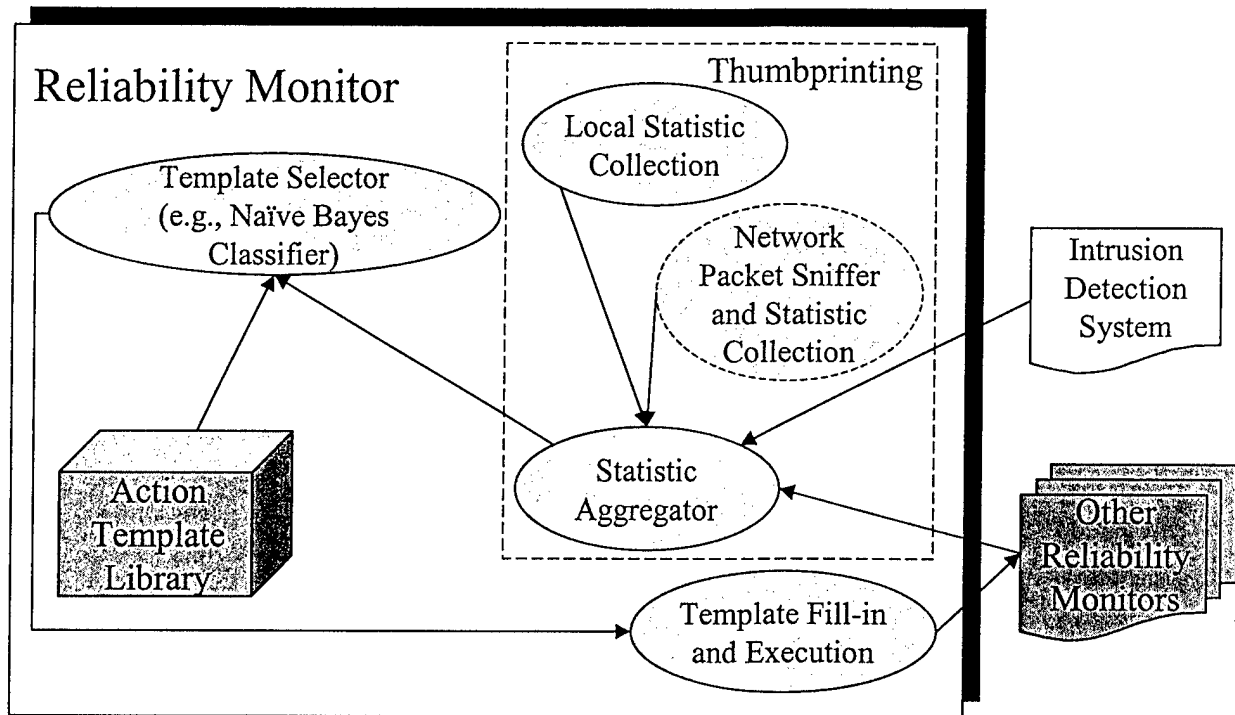 Thumbprinting
Reliability Monitor
Local Statistic
Collection
Template Selector
(e.g., Naïve Bayes
Classifier)
Network
Packet Sniffer
and Statistic
Collection
Intrusion
Detection
System
Action
Template
Library
Statistic
Aggregator
Other
Reliability
Monitors
Template Fill-in
and Execution